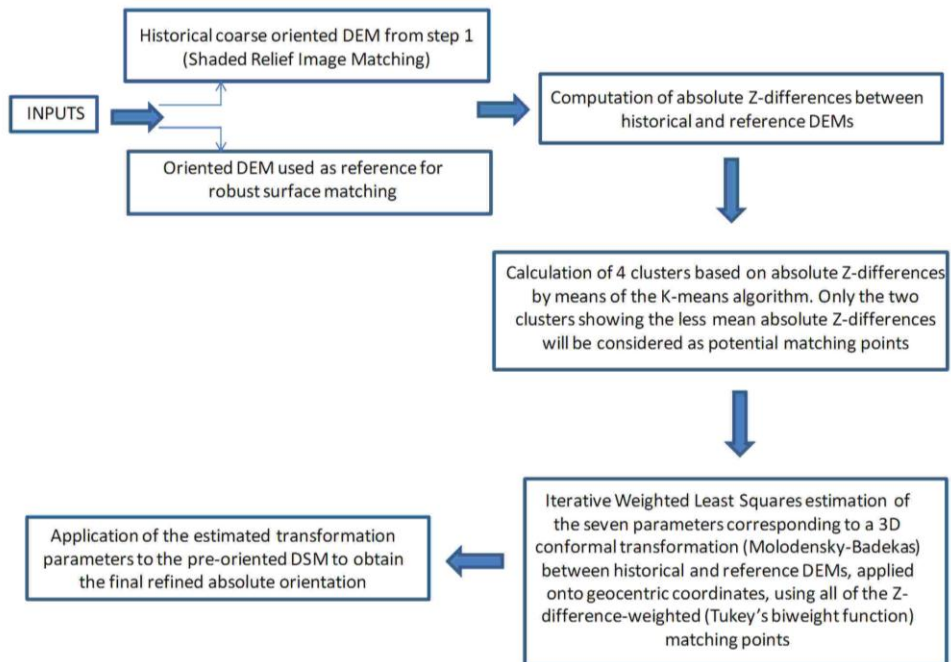 Historical coarse oriented DEM from step 1
(Shaded Relief Image Matching)
INPUTS
Oriented DEM used as reference for
robust surface matching
Computation of absolute Z-differences between
historical and reference DEMs
Calculation of 4 clusters based on absolute Z-differences
by means of the K-means algorithm. Only the two
clusters showing the less mean absolute Z-differences
will be considered as potential matching points
Iterative Weighted Least Squares estimation of
the seven parameters corresponding to a 3D
conformal transformation (Molodensky-Badekas)
between historical and reference DEMs, applied
onto geocentric coordinates, using all of the Z-
difference-weighted (Tukey's biweight function)
matching points
Application of the estimated transformation
parameters to the pre-oriented DSM to obtain
the final refined absolute orientation